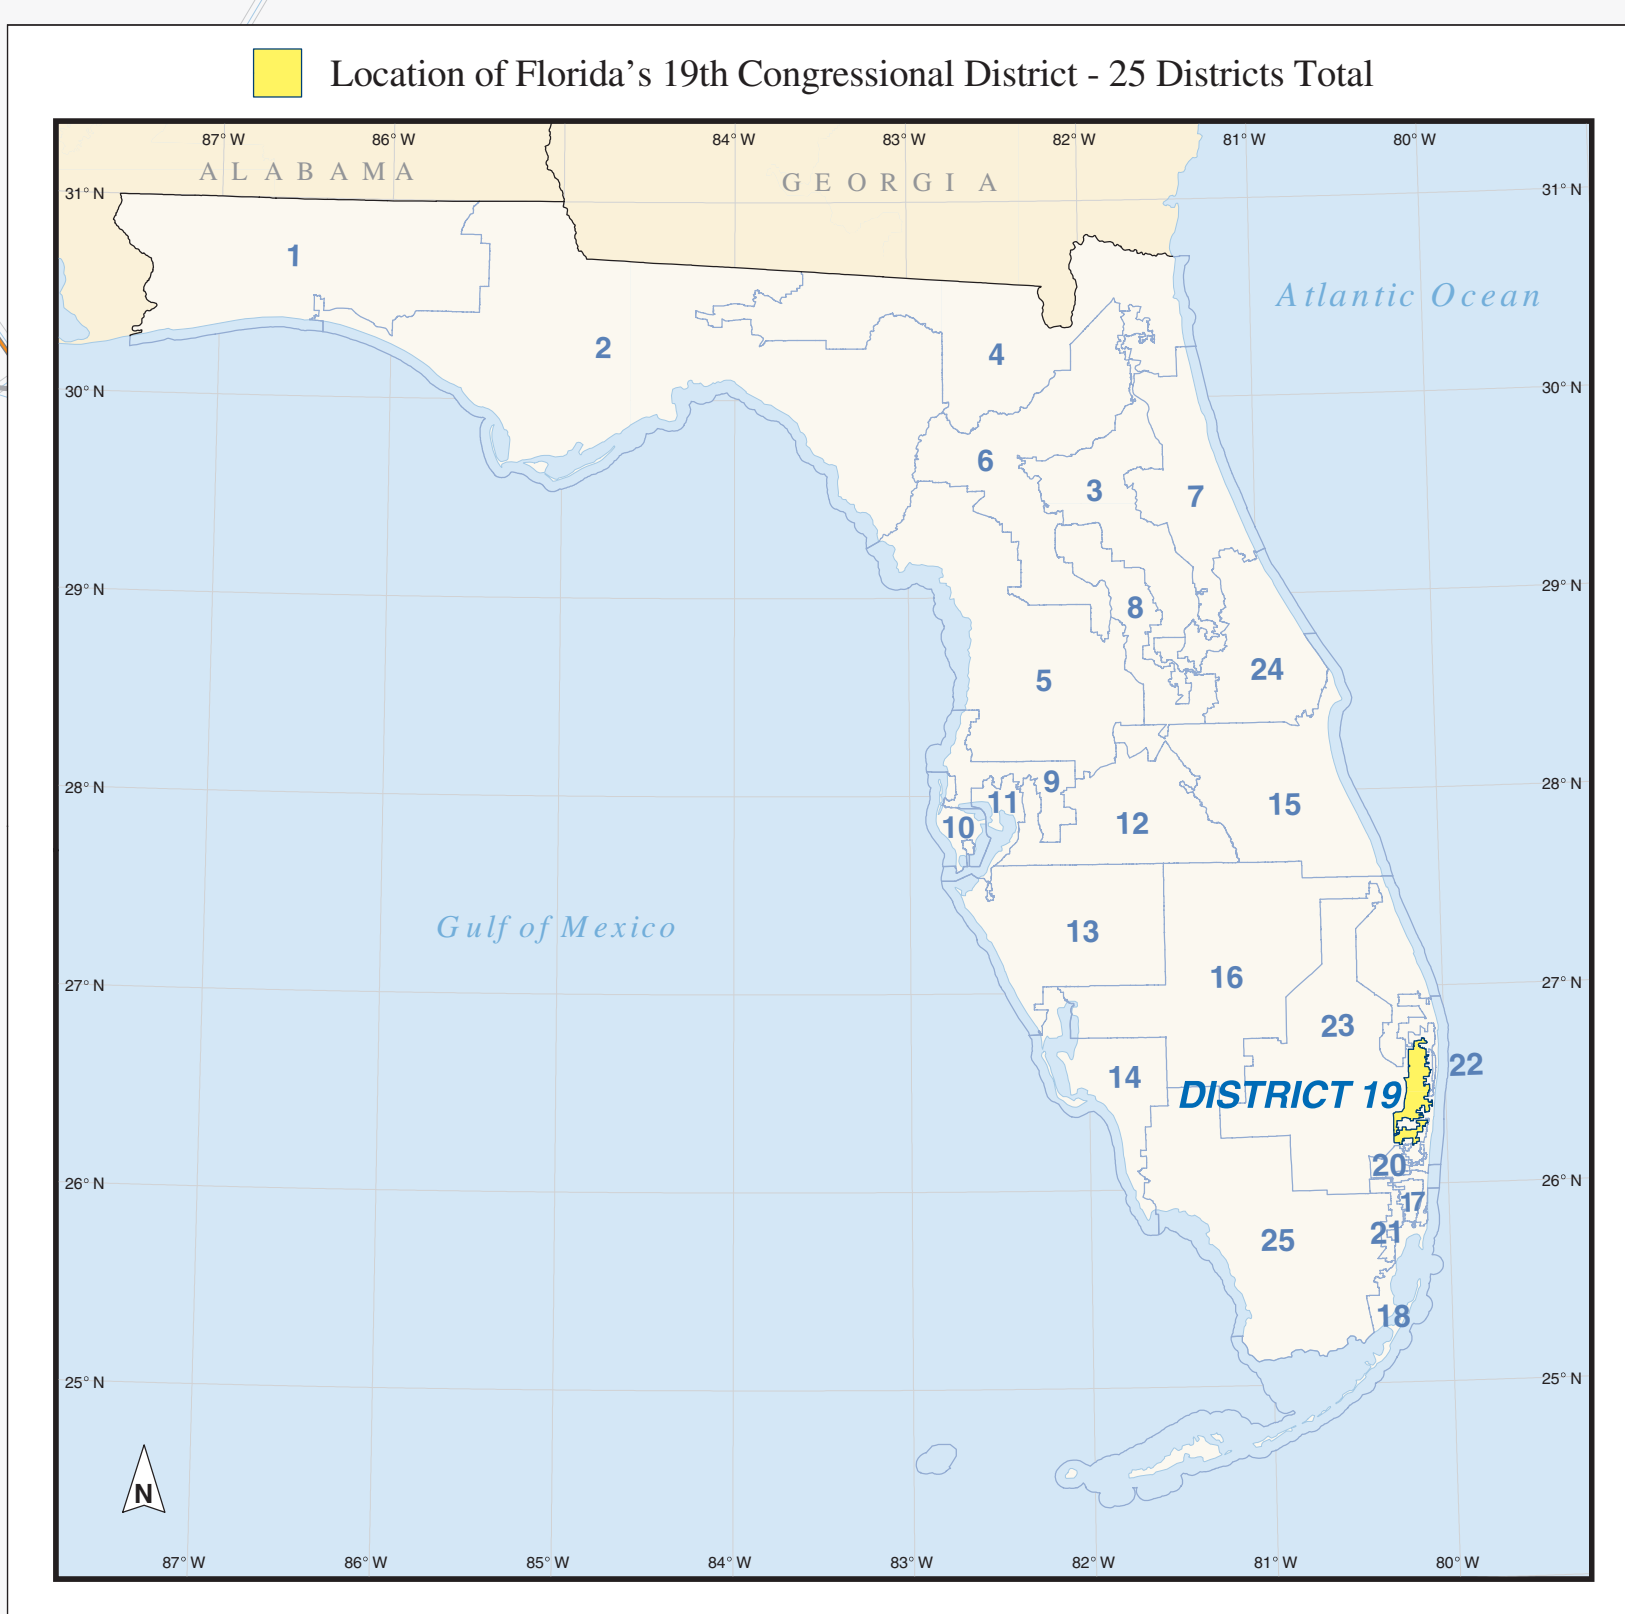 Location of Florida’s 19th Congressional District - 25 Districts Total
87° W 86° W 84° W 83° W 82° W 81° W 80° W
ALABAMA
GEORGIA
31° N 31° N
1
Atlantic Ocean
2
4
30° N 30° N
6
3
7
29° N 29° N
8
24
5
28° N 28° N
9
11
15
10
12
Gulf of Mexico
13
16
27° N 27° N
23
22
14
DISTRICT 19
20
26° N 26° N
17
21
25
18
25° N 25° N
N
87° W 86° W 85° W 84° W 83° W 82° W 81° W 80° W